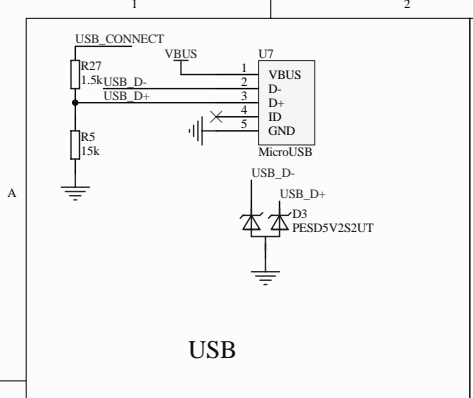 1 2
USB_CONNECT
VBUS
U7
R27
1.5k
USB_D-
USB_D+
1 VBUS
2 D-
3 D+
4 ID
5 GND
MicroUSB
R5
15k
A
USB_D-
USB_D+
D3
PESD5V2S2UT
USB